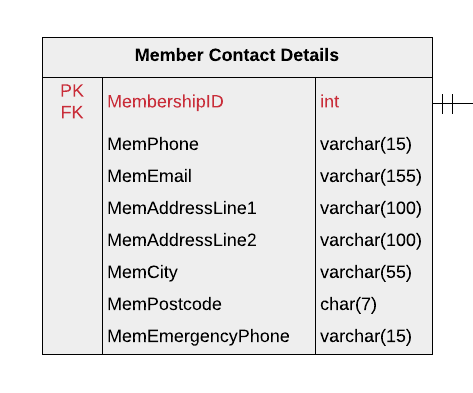 Member Contact Details
PK
FK
MembershipID int
MemPhone varchar(15)
MemEmail varchar(155)
MemAddressLine1 varchar(100)
MemAddressLine2 varchar(100)
MemCity varchar(55)
MemPostcode char(7)
MemEmergencyPhone varchar(15)